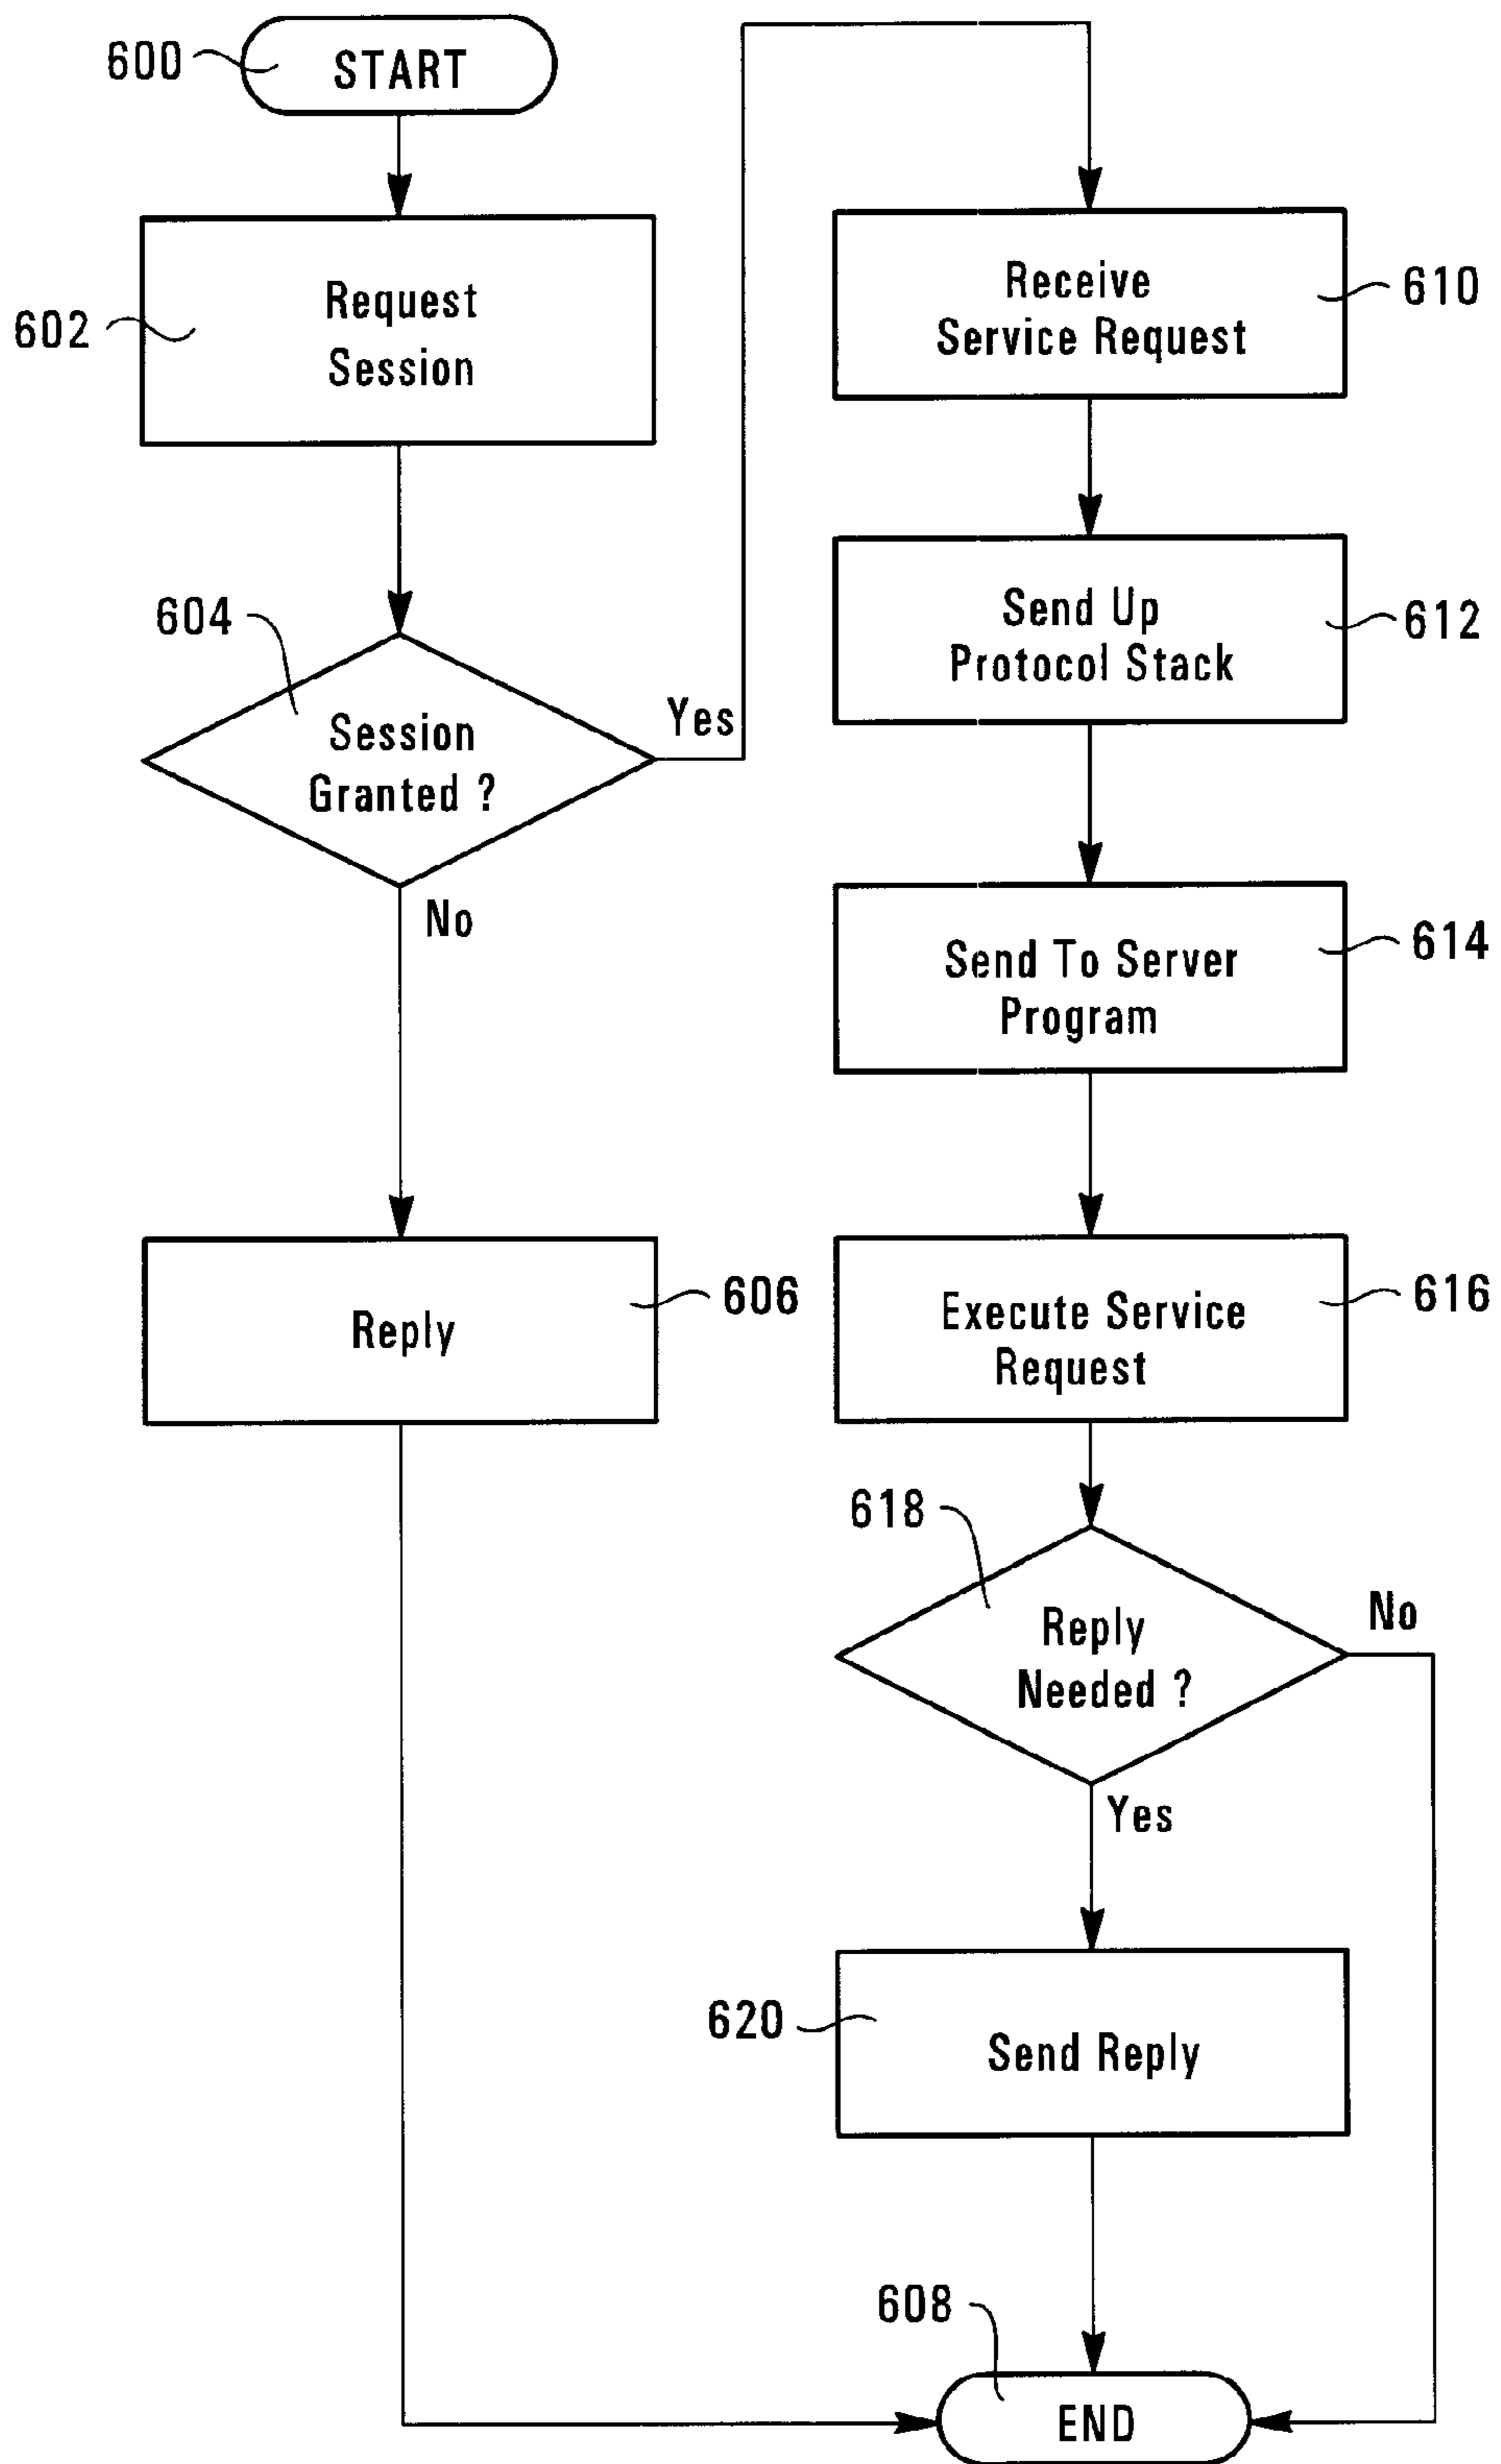 600
START
602
Request
Session
604
Session
Granted ?
Yes
No
606
Reply
610
Receive
Service Request
612
Send Up
Protocol Stack
614
Send To Server
Program
616
Execute Service
Request
618
Reply
Needed ?
No
Yes
620
Send Reply
608
END